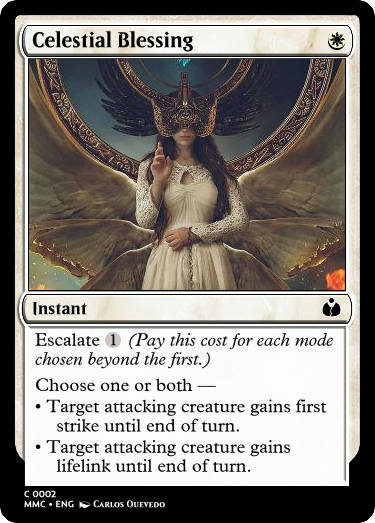 Celestial Blessing
Instant
Escalate 1 (Pay this cost for each mode
chosen beyond the first.)
Choose one or both —
• Target attacking creature gains first
strike until end of turn.
• Target attacking creature gains
lifelink until end of turn.
C 0002
MMC • ENG Carlos Quevedo